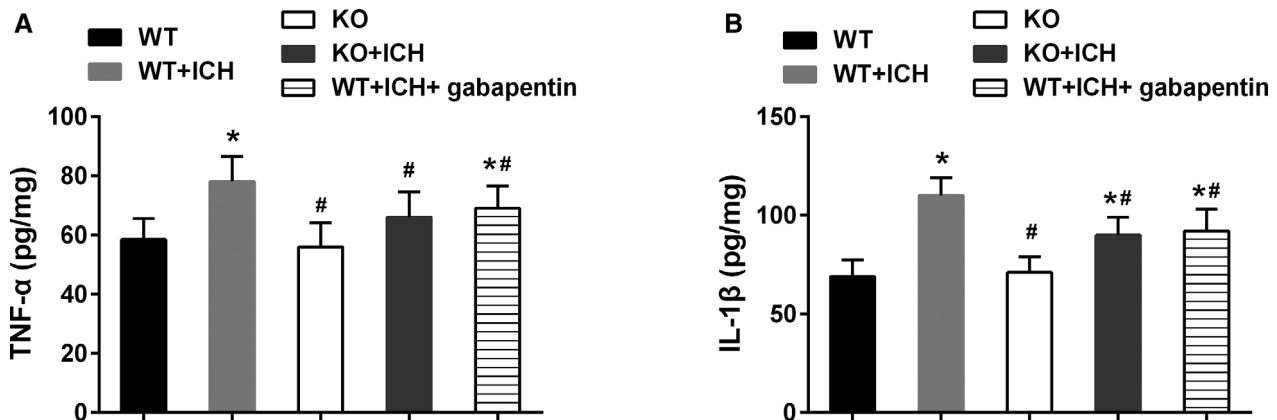 A
WT
WT+ICH
KO
KO+ICH
WT+ICH+ gabapentin
TNF-α (pg/mg)
100
80
60
40
20
0
*
#
#
*#
B
WT
WT+ICH
KO
KO+ICH
WT+ICH+ gabapentin
IL-1β (pg/mg)
150
100
50
0
*
#
*#
*#